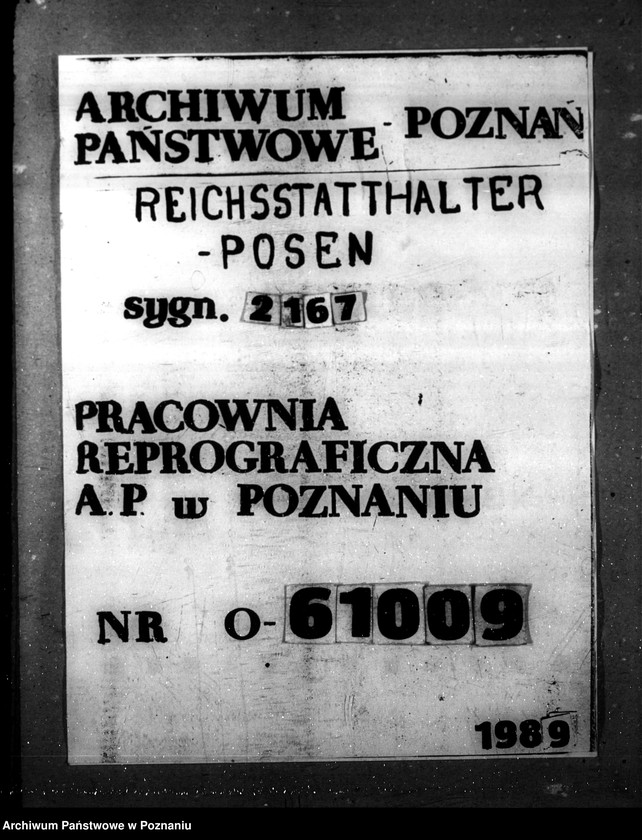 ARCHIWUM
PAŃSTWOWE - POZNAŃ
REICHSSTATTHALTER
-POSEN
sygn. 2167
PRACOWNIA
REPROGRAFICZNA
A.P. w POZNANIU
NR O-61009
1989
Archiwum Państwowe w Poznaniu